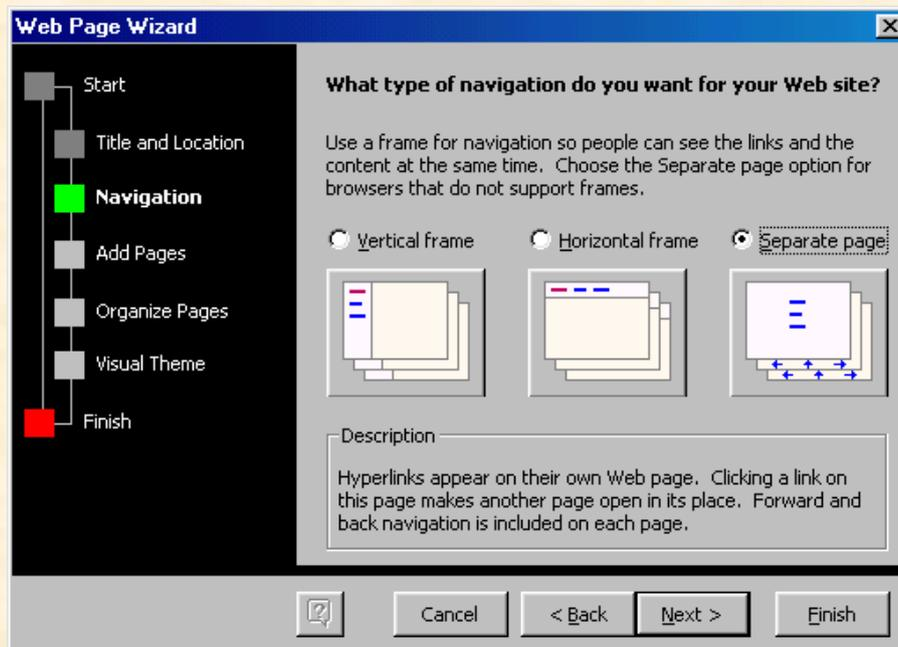 Web Page Wizard
Start
Title and Location
Navigation
Add Pages
Organize Pages
Visual Theme
Finish
What type of navigation do you want for your Web site?
Use a frame for navigation so people can see the links and the
content at the same time.  Choose the Separate page option for
browsers that do not support frames.
Vertical frame
Horizontal frame
Separate page
Description
Hyperlinks appear on their own Web page.  Clicking a link on
this page makes another page open in its place.  Forward and
back navigation is included on each page.
Cancel
< Back
Next >
Finish